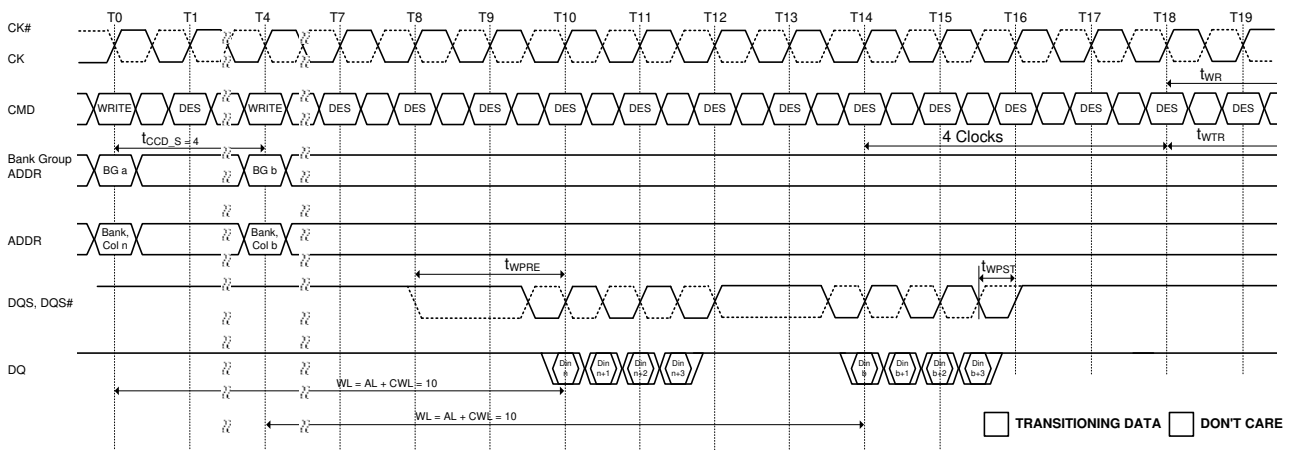 T0 T1 T4 T7 T8 T9 T10 T11 T12 T13 T14 T15 T16 T17 T18 T19
CK#
CK
tWR
CMD WRITE DES WRITE DES DES DES DES DES DES DES DES DES DES DES DES DES
tCCD_S = 4 4 Clocks tWTR
Bank Group
ADDR
BG a BG b
ADDR
Bank, Col n
Bank, Col b
tWPRE tWPST
DQS, DQS#
DQ
Din n
Din n+1
Din n+2
Din n+3
Din b
Din b+1
Din b+2
Din b+3
WL = AL + CWL = 10
WL = AL + CWL = 10
TRANSITIONING DATA DON'T CARE